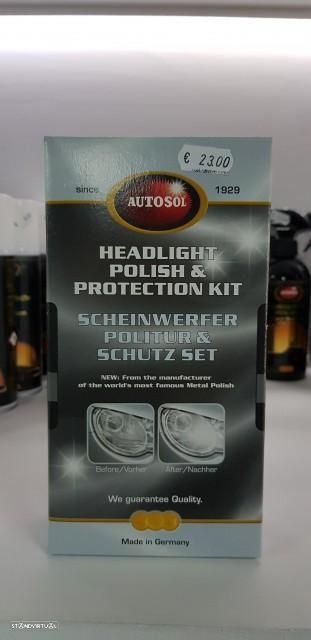 € 23.00
since
1929
AUTOSOL
HEADLIGHT
POLISH &
PROTECTION KIT
SCHEINWERFER
POLITUR &
SCHUTZ SET
NEW: From the manufacturer
of the world's most famous Metal Polish
Before/Vorher
After/Nachher
We guarantee Quality.
Made in Germany
STANDVIRTUAL